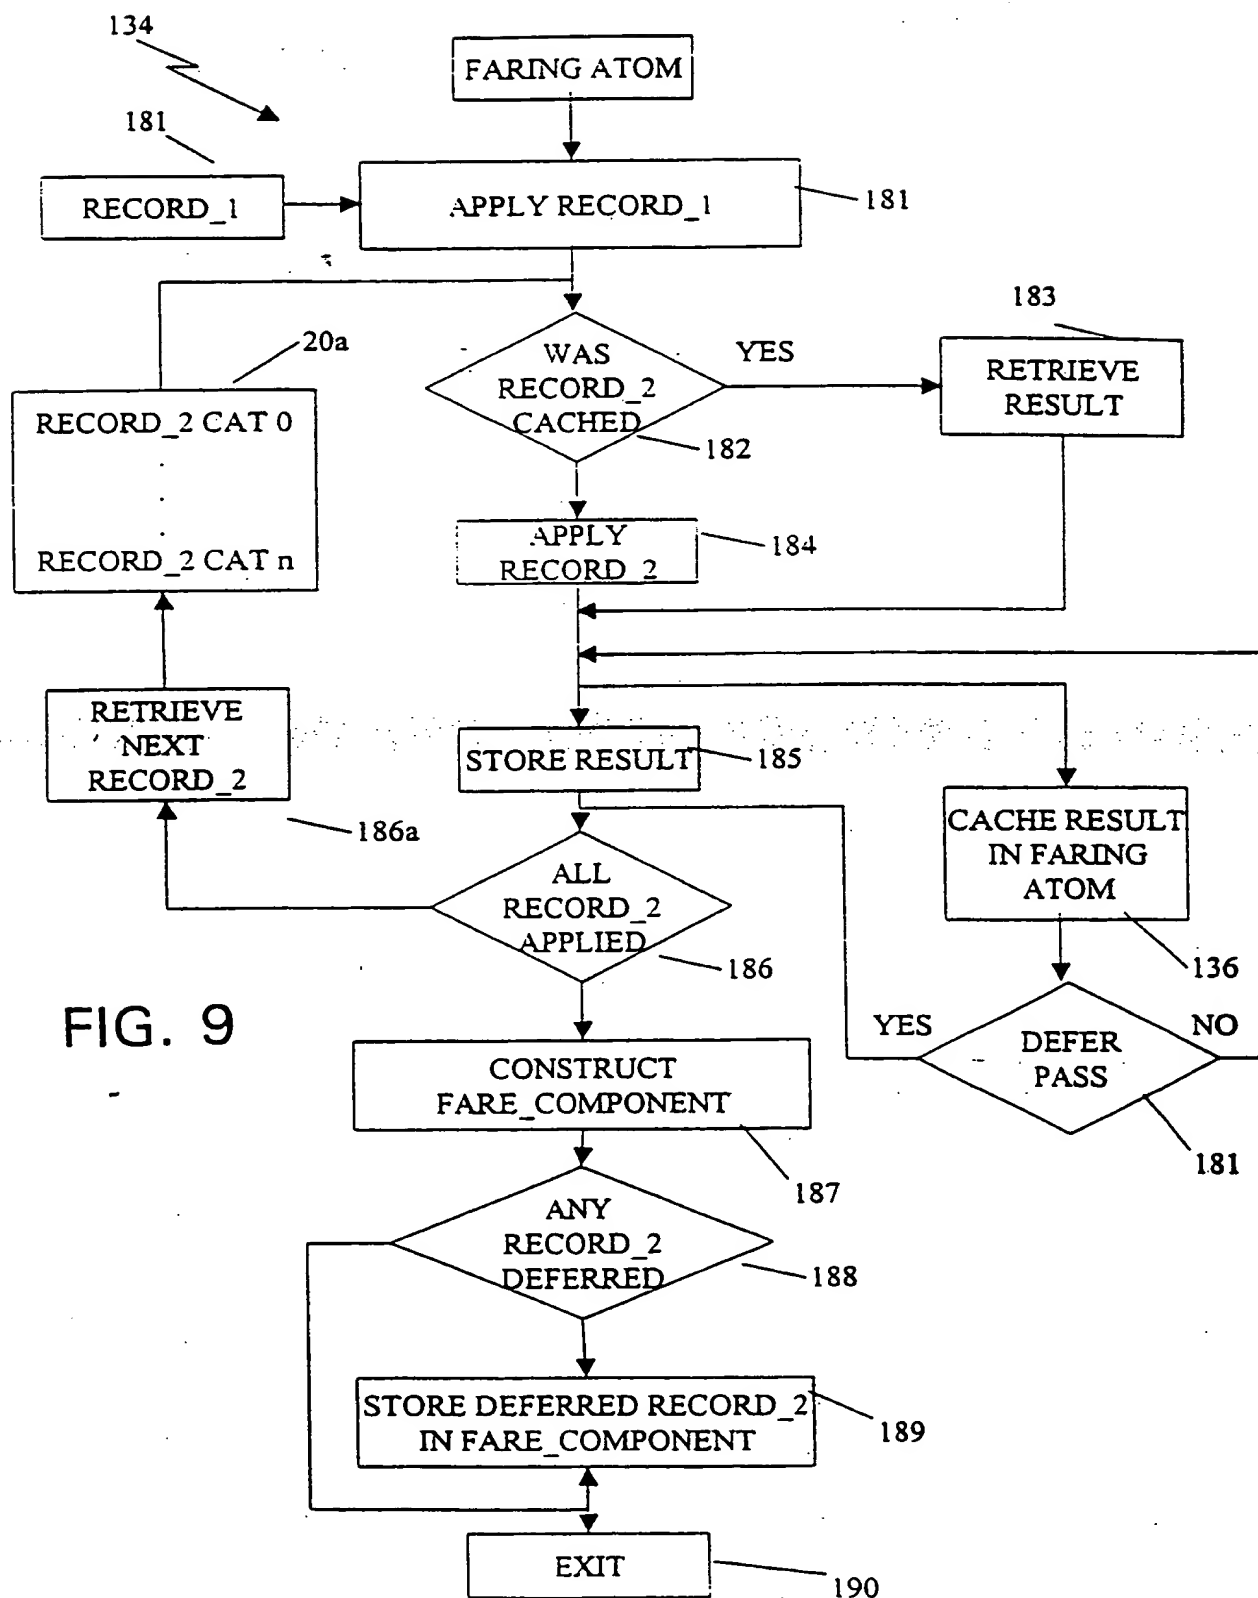 134
FARING ATOM
181
RECORD_1
APPLY RECORD_1
181
20a
RECORD_2 CAT 0
.
.
.
RECORD_2 CAT n
WAS
RECORD_2
CACHED
YES
182
183
RETRIEVE
RESULT
APPLY
RECORD_2
184
RETRIEVE
NEXT
RECORD_2
186a
STORE RESULT
185
CACHE RESULT
IN FARING
ATOM
136
ALL
RECORD_2
APPLIED
186
FIG. 9
YES
DEFER
PASS
NO
181
CONSTRUCT
FARE_COMPONENT
187
ANY
RECORD_2
DEFERRED
188
STORE DEFERRED RECORD_2
IN FARE_COMPONENT
189
EXIT
190